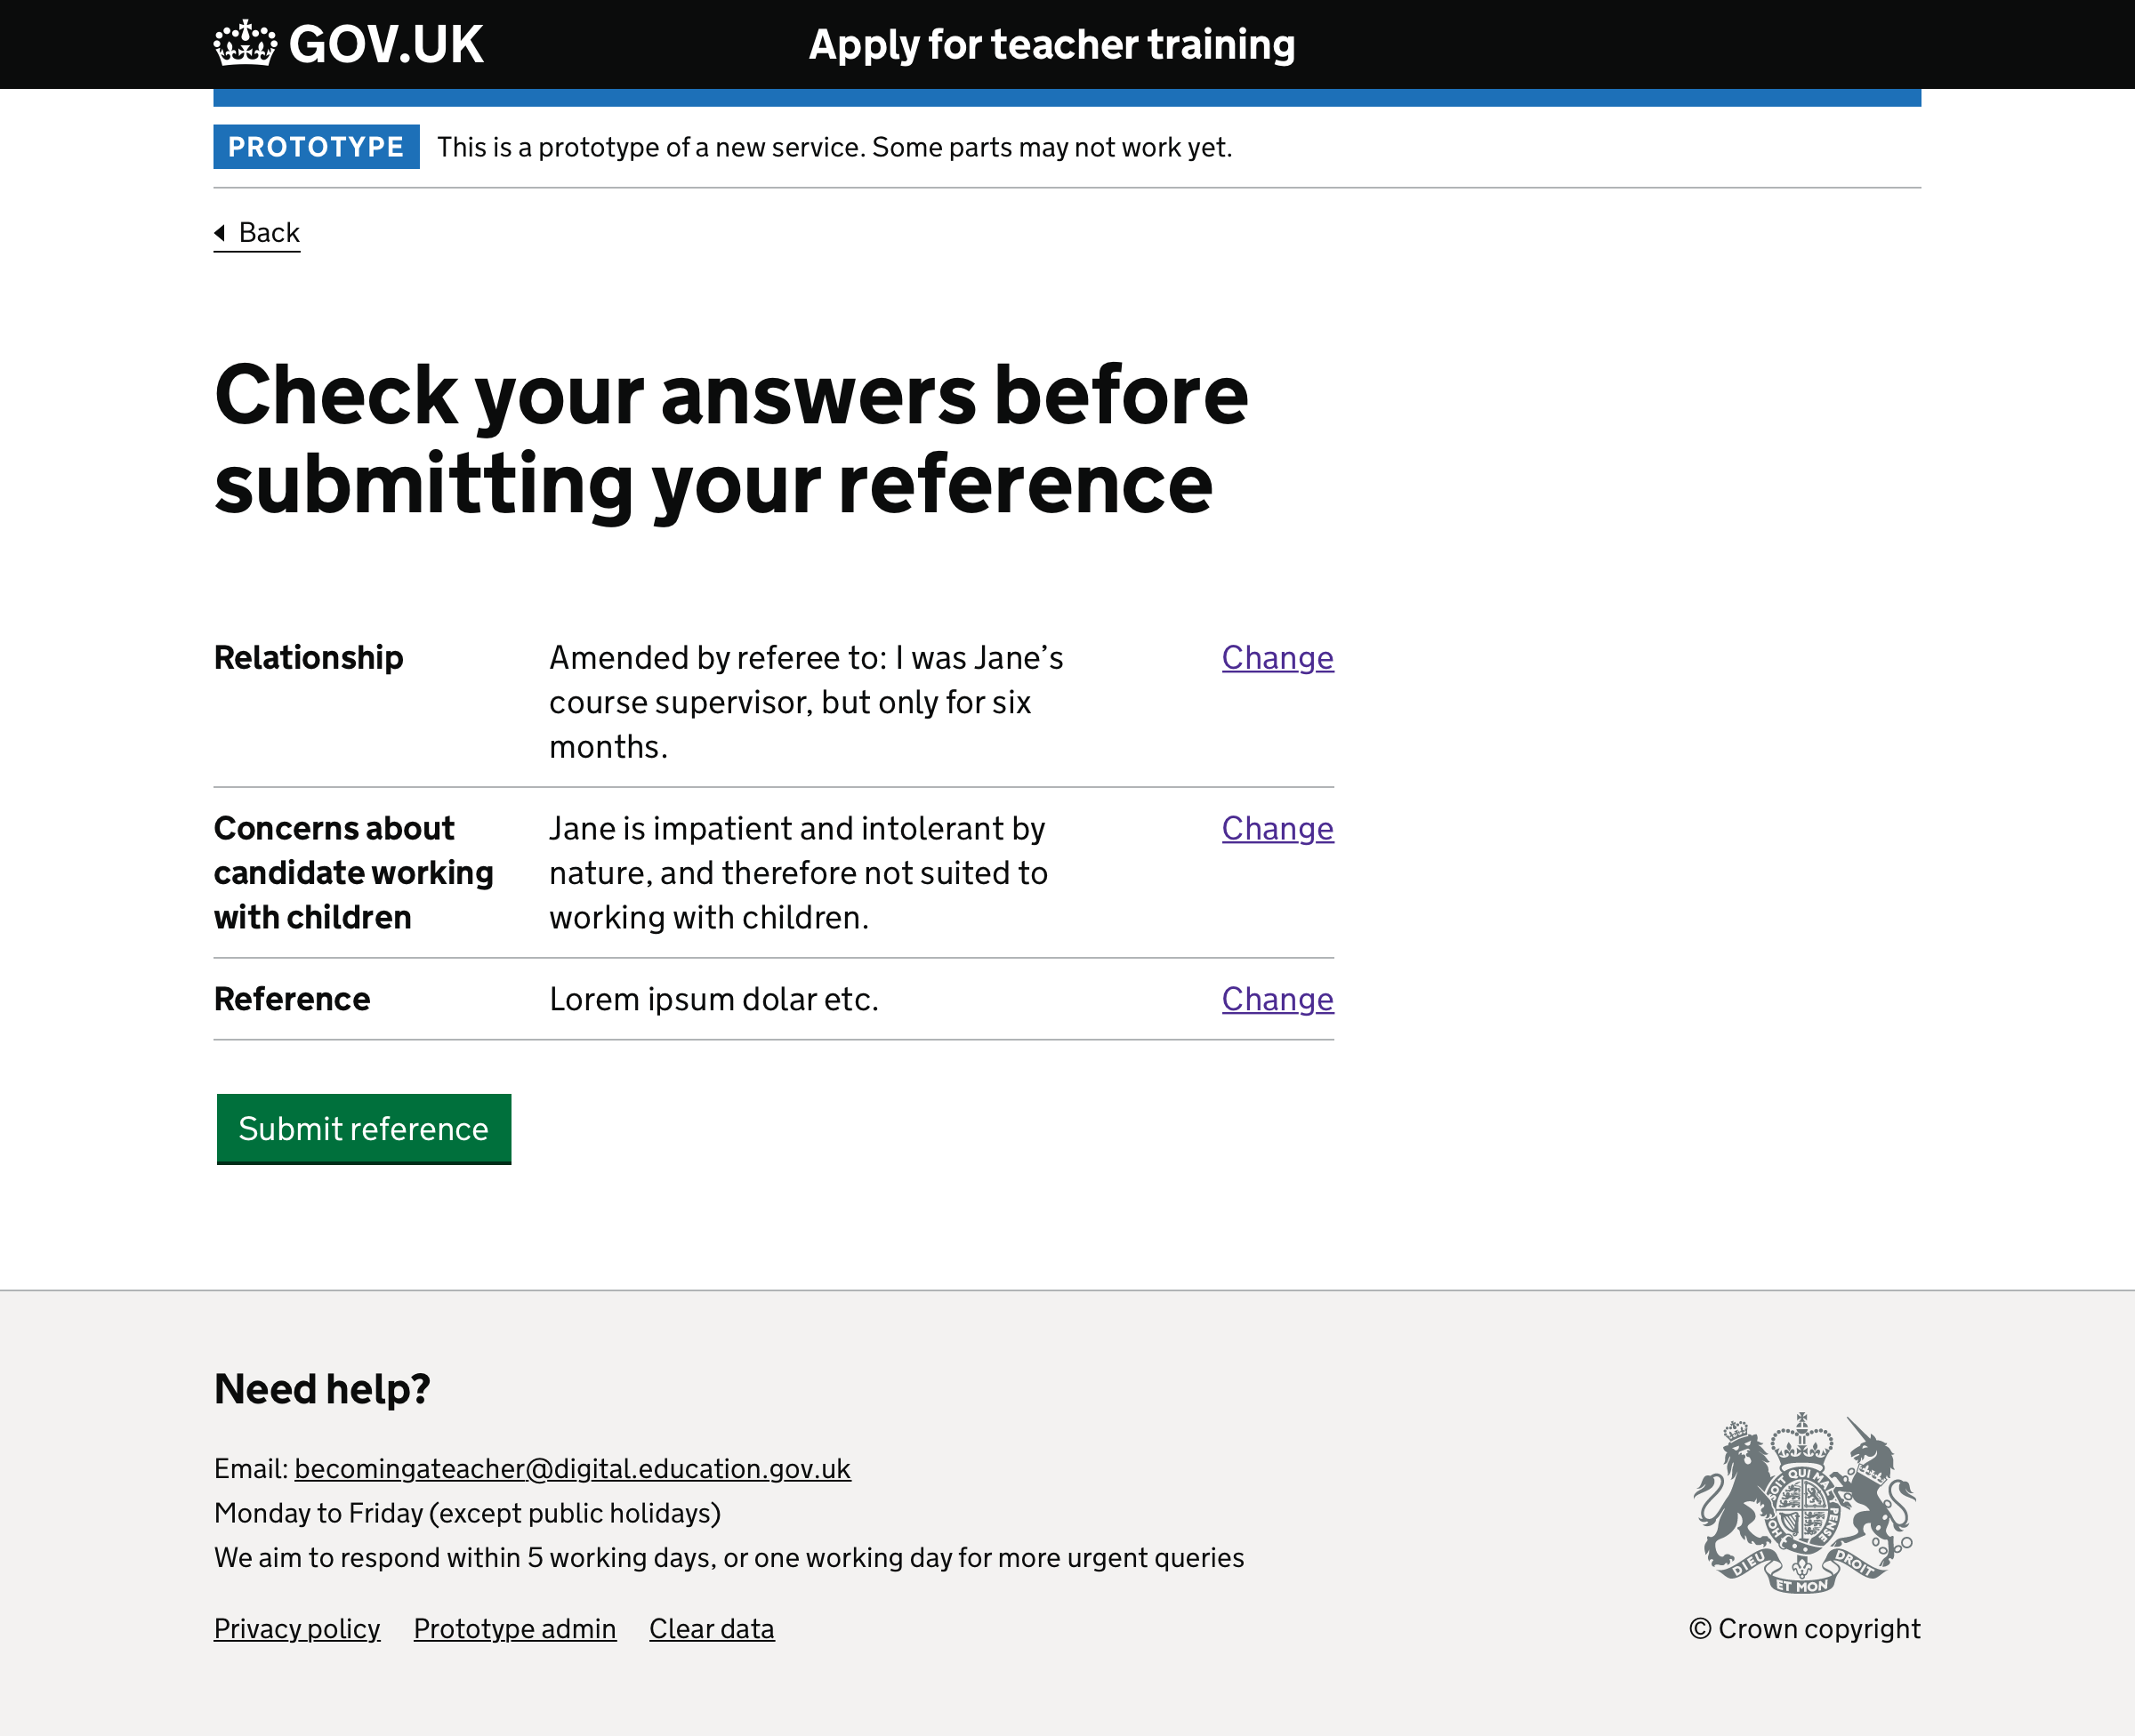 GOV.UK
Apply for teacher training
PROTOTYPE This is a prototype of a new service. Some parts may not work yet.
Back
Check your answers before
submitting your reference
Relationship
Amended by referee to: I was Jane’s
course supervisor, but only for six
months.
Change
Concerns about
candidate working
with children
Jane is impatient and intolerant by
nature, and therefore not suited to
working with children.
Change
Reference
Lorem ipsum dolar etc.
Change
Submit reference
Need help?
Email: becomingateacher@digital.education.gov.uk
Monday to Friday (except public holidays)
We aim to respond within 5 working days, or one working day for more urgent queries
Privacy policy
Prototype admin
Clear data
SOIT QUI MAL Y PENSE
DIEU ET MON DROIT
© Crown copyright